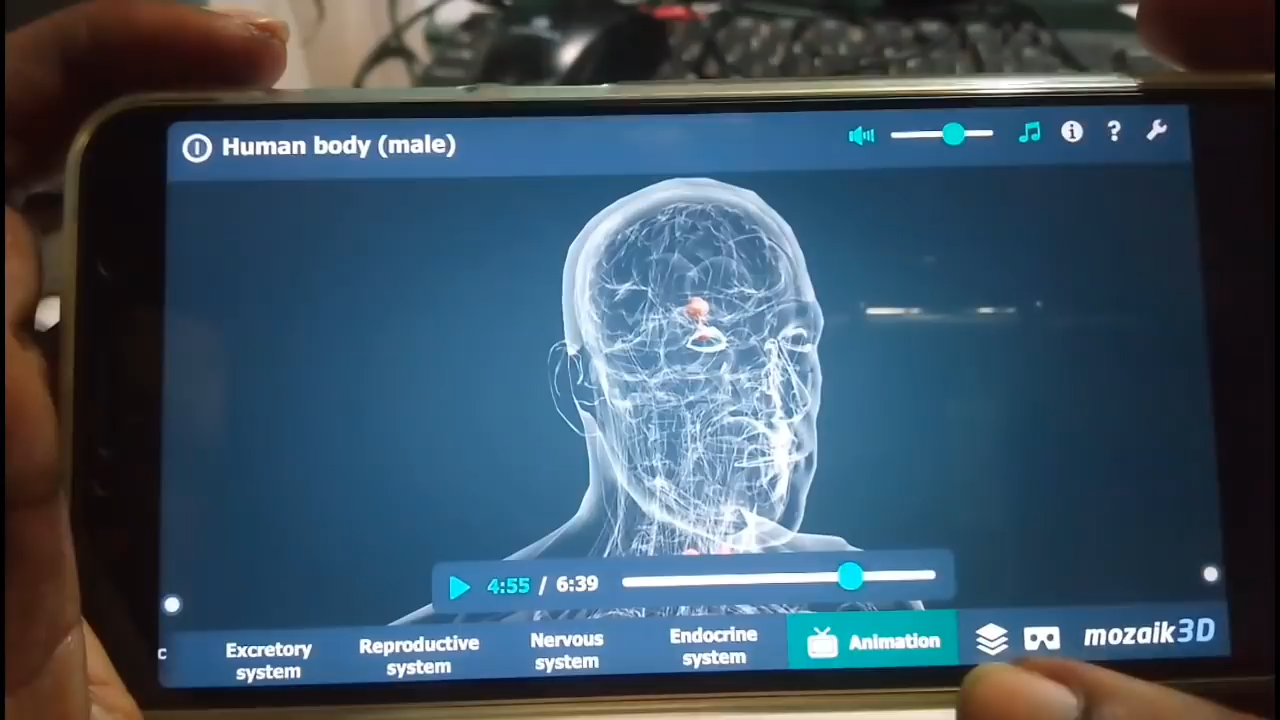 Human body (male)
4:55 / 6:39
c
Excretory
system
Reproductive
system
Nervous
system
Endocrine
system
Animation
mozaik3D